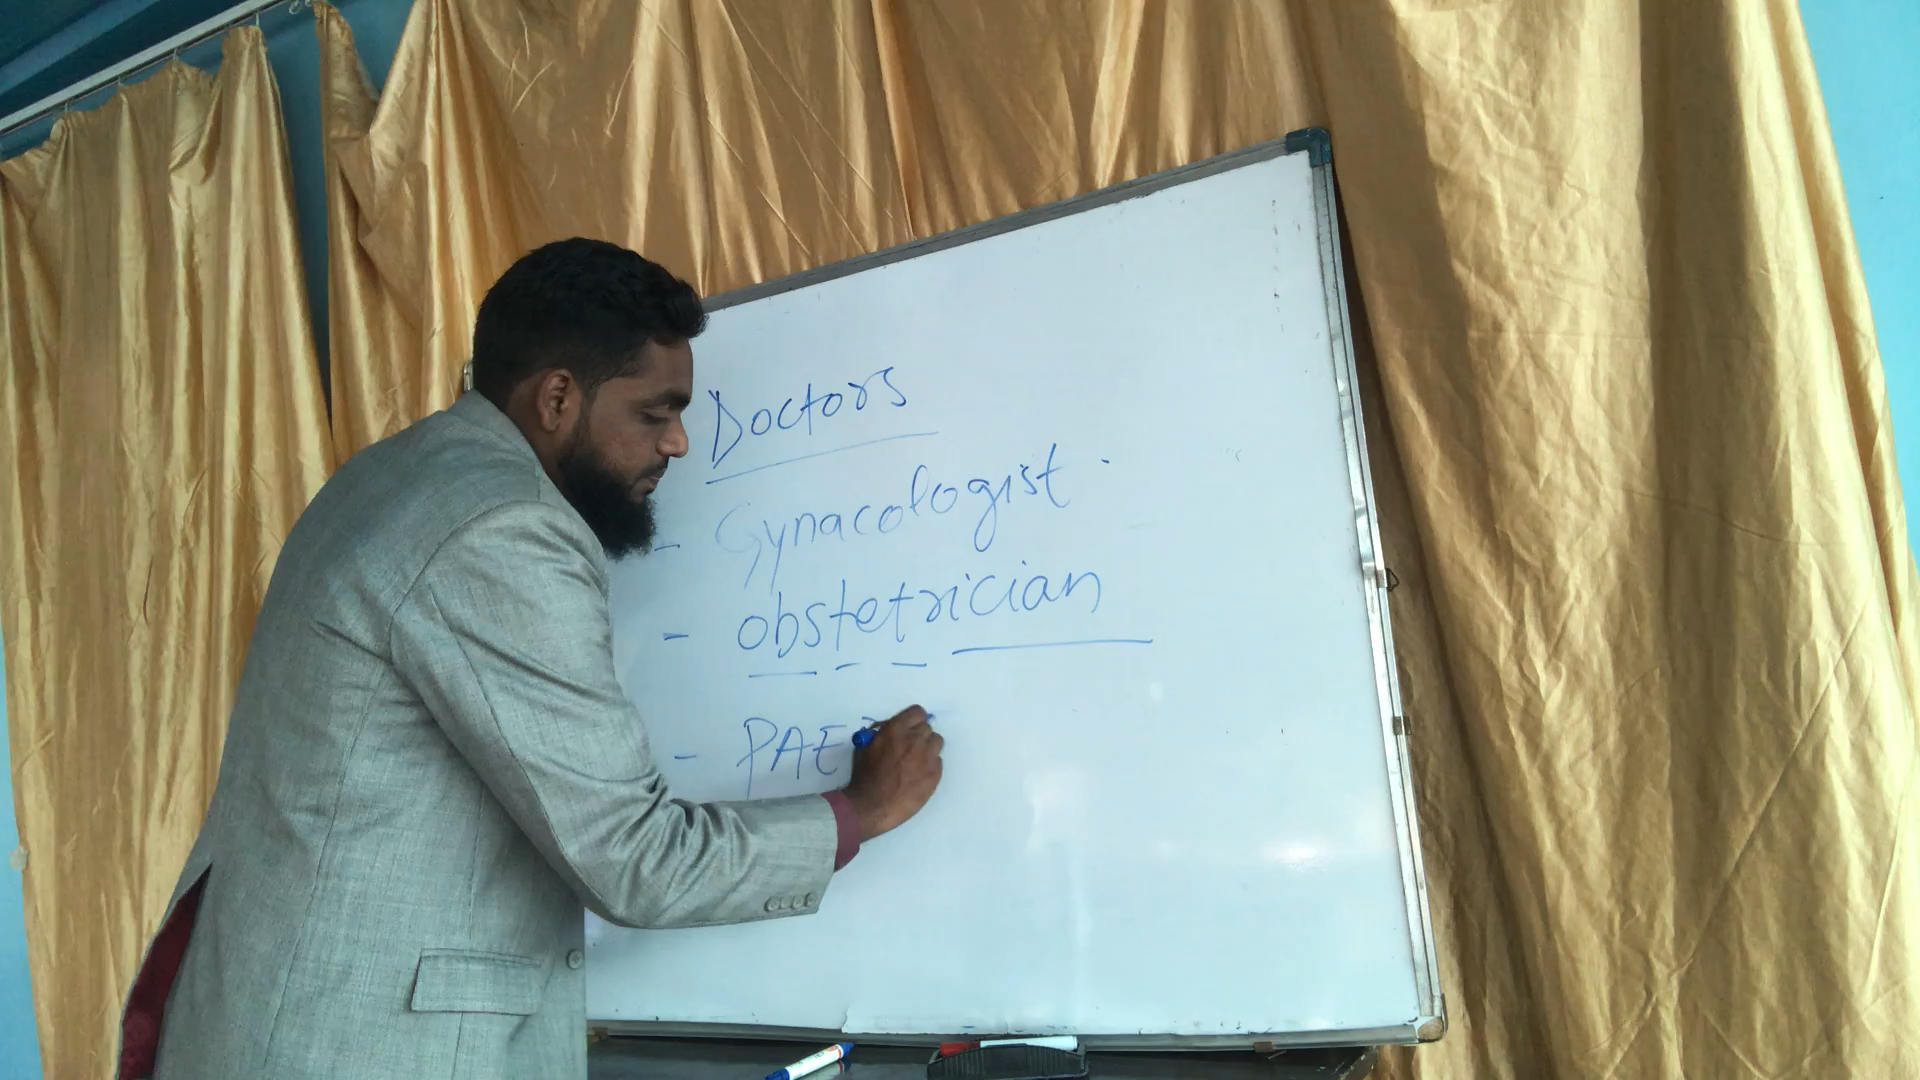 Doctors
- Gynacologist
- obstetrician
- PAE